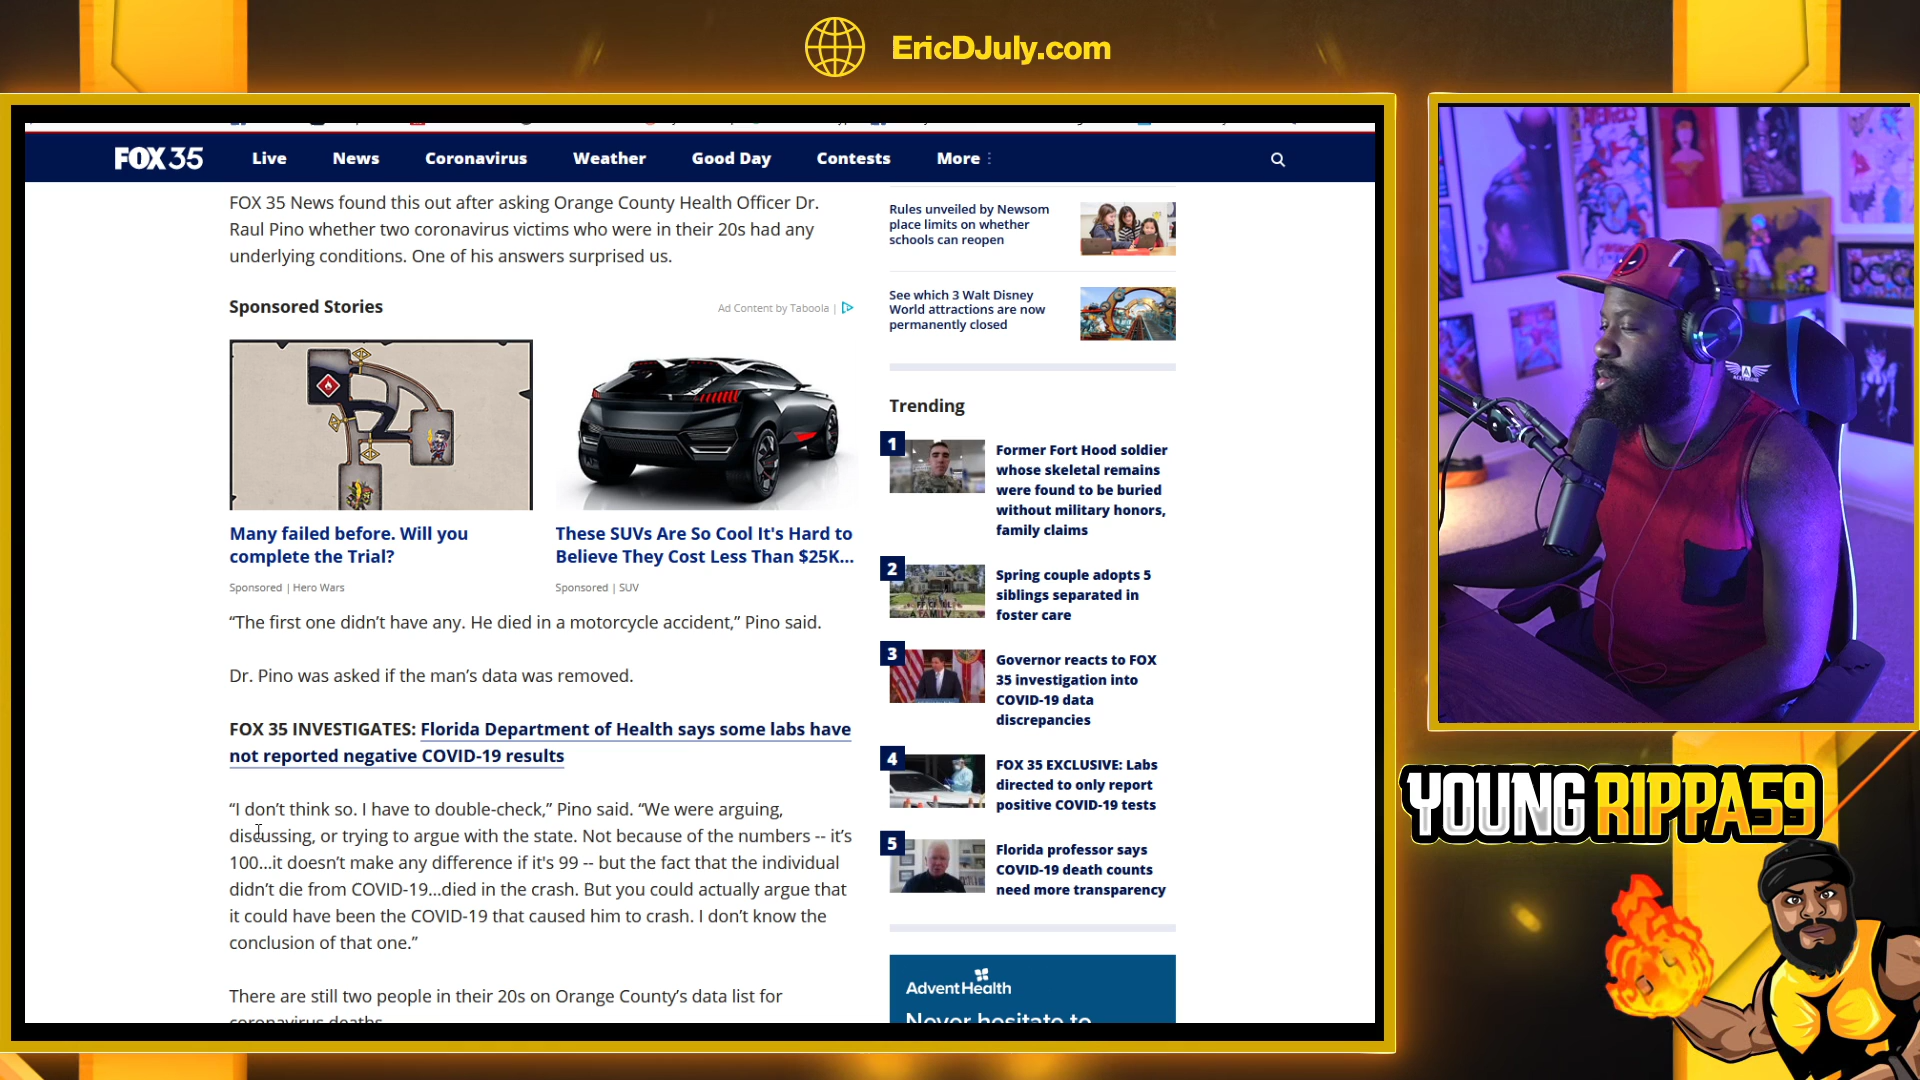 EricDJuly.com
FOX 35
Live
News
Coronavirus
Weather
Good Day
Contests
More
FOX 35 News found this out after asking Orange County Health Officer Dr.
Raul Pino whether two coronavirus victims who were in their 20s had any
underlying conditions. One of his answers surprised us.
Sponsored Stories
Ad Content by Taboola |
Many failed before. Will you
complete the Trial?
Sponsored | Hero Wars
These SUVs Are So Cool It's Hard to
Believe They Cost Less Than $25K...
Sponsored | SUV
“The first one didn’t have any. He died in a motorcycle accident,” Pino said.
Dr. Pino was asked if the man’s data was removed.
FOX 35 INVESTIGATES: Florida Department of Health says some labs have
not reported negative COVID-19 results
“I don’t think so. I have to double-check,” Pino said. “We were arguing,
discussing, or trying to argue with the state. Not because of the numbers -- it’s
100...it doesn’t make any difference if it's 99 -- but the fact that the individual
didn’t die from COVID-19...died in the crash. But you could actually argue that
it could have been the COVID-19 that caused him to crash. I don’t know the
conclusion of that one.”
There are still two people in their 20s on Orange County’s data list for
coronavirus deaths.
Rules unveiled by Newsom
place limits on whether
schools can reopen
See which 3 Walt Disney
World attractions are now
permanently closed
Trending
1
Former Fort Hood soldier
whose skeletal remains
were found to be buried
without military honors,
family claims
2
Spring couple adopts 5
siblings separated in
foster care
3
Governor reacts to FOX
35 investigation into
COVID-19 data
discrepancies
4
FOX 35 EXCLUSIVE: Labs
directed to only report
positive COVID-19 tests
5
Florida professor says
COVID-19 death counts
need more transparency
AdventHealth
Never hesitate to
YOUNG RIPPA59